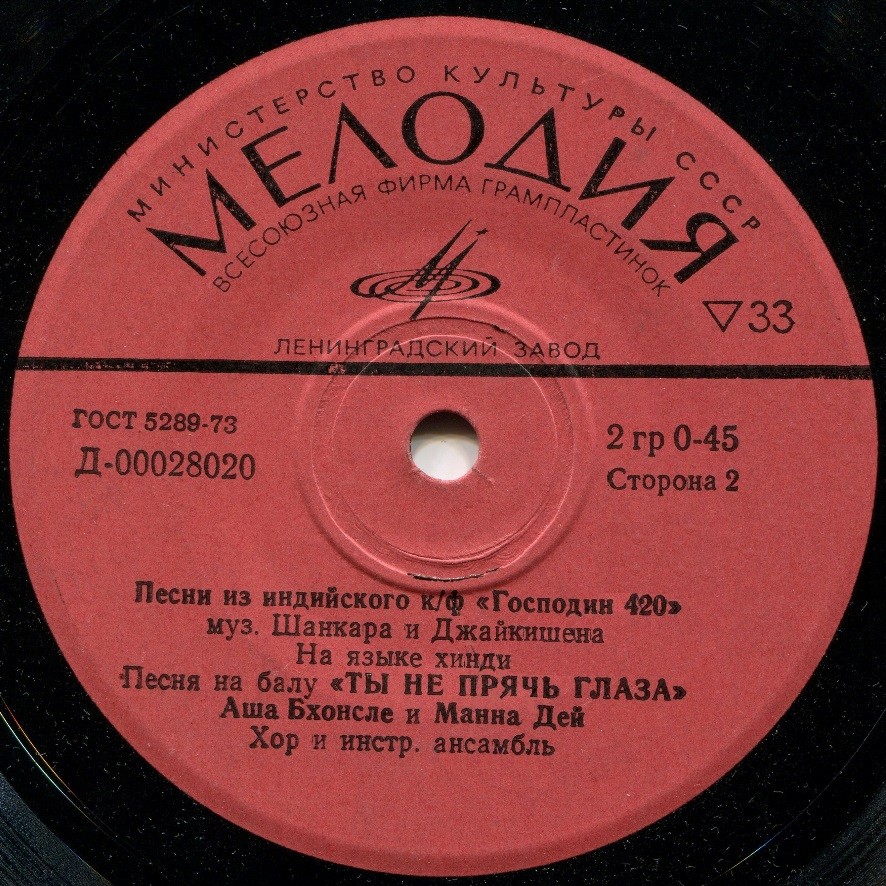 МИНИСТЕРСТВО КУЛЬТУРЫ СССР
МЕЛОДИЯ
ВСЕСОЮЗНАЯ ФИРМА ГРАМПЛАСТИНОК
▽33
ЛЕНИНГРАДСКИЙ ЗАВОД
ГОСТ 5289-73
Д-00028020
2 гр 0-45
Сторона 2
Песни из индийского к/ф «Господин 420»
муз. Шанкара и Джайкишена
На языке хинди
Песня на балу «ТЫ НЕ ПРЯЧЬ ГЛАЗА»
Аша Бхонсле и Манна Дей
Хор и инстр. ансамбль